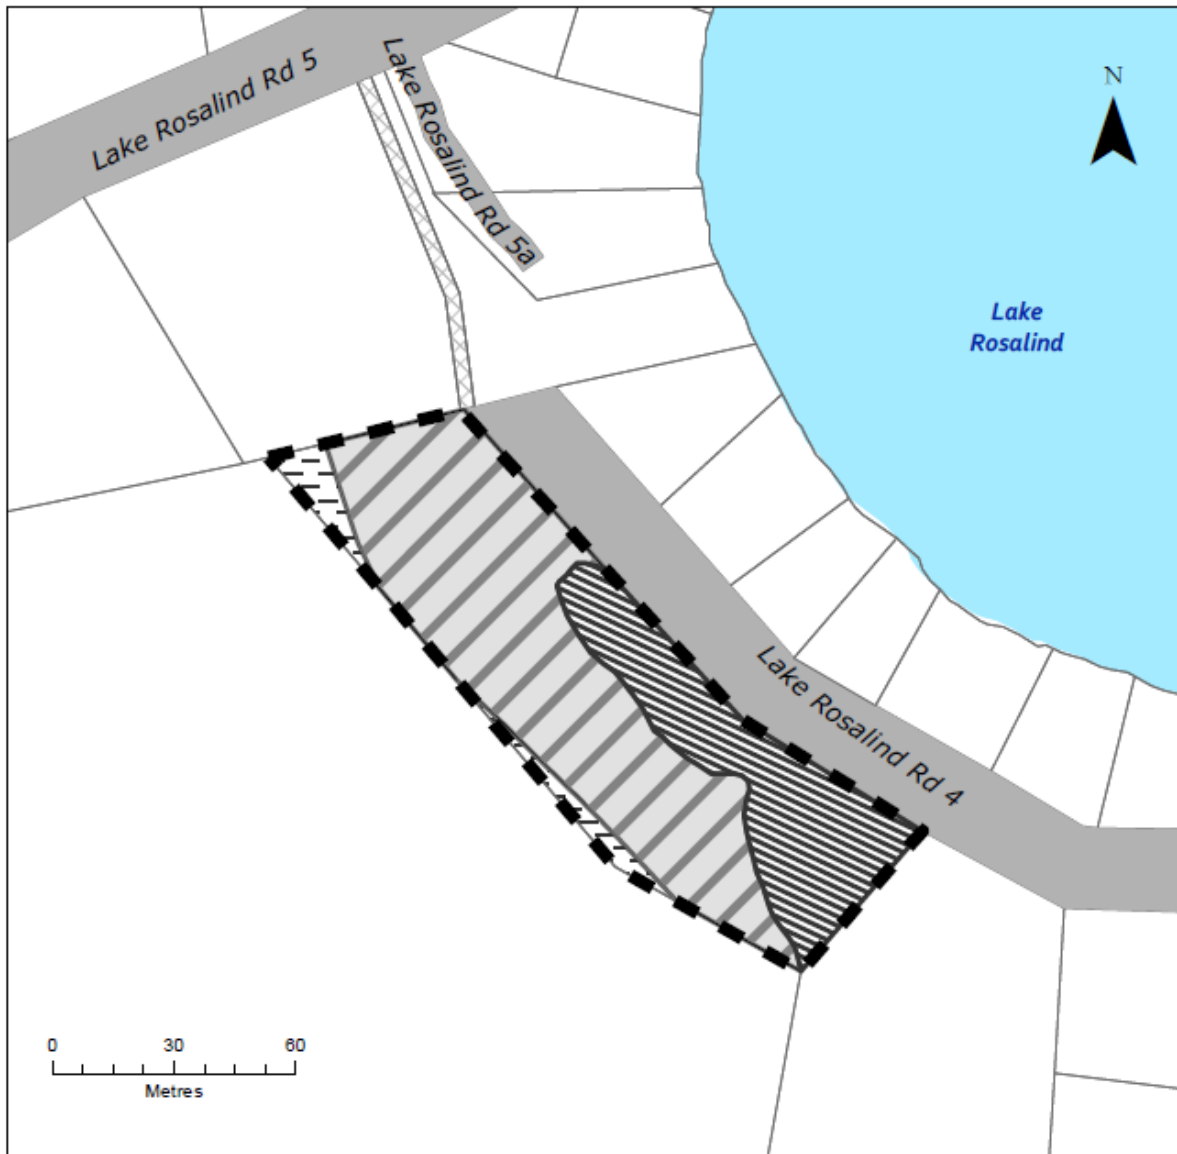 Lake Rosalind Rd 5
Lake Rosalind Rd 5a
N
Lake
Rosalind
Lake Rosalind Rd 4
0 30 60
Metres